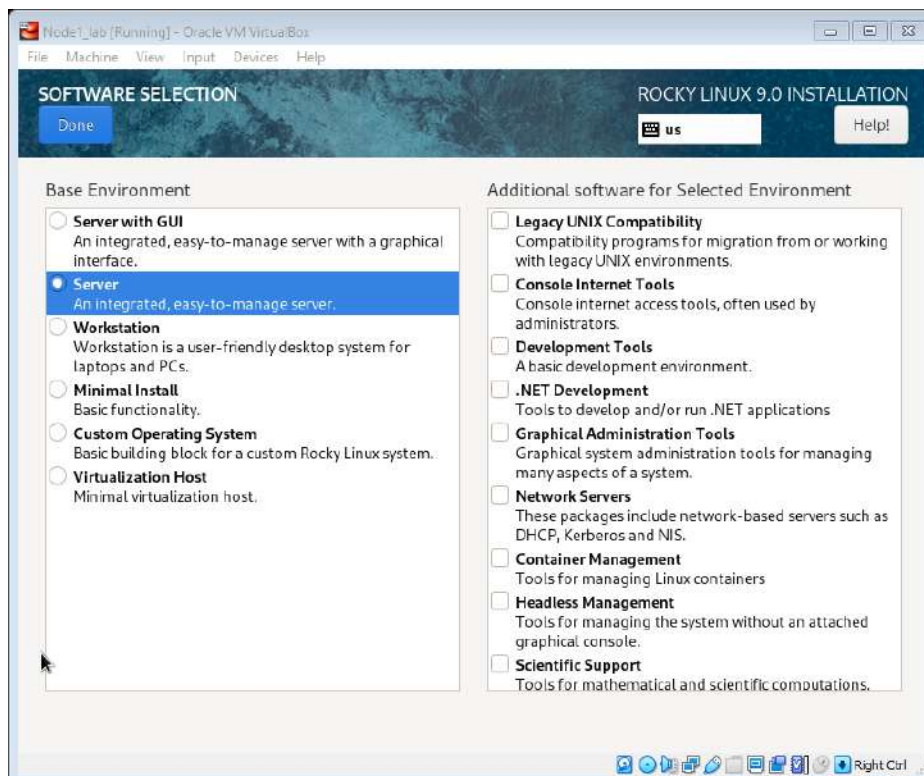 Node1_lab [Running] - Oracle VM VirtualBox
File Machine View Input Devices Help
SOFTWARE SELECTION
ROCKY LINUX 9.0 INSTALLATION
Done
us
Help!
Base Environment
Server with GUI
An integrated, easy-to-manage server with a graphical
interface.
Server
An integrated, easy-to-manage server.
Workstation
Workstation is a user-friendly desktop system for
laptops and PCs.
Minimal Install
Basic functionality.
Custom Operating System
Basic building block for a custom Rocky Linux system.
Virtualization Host
Minimal virtualization host.
Additional software for Selected Environment
Legacy UNIX Compatibility
Compatibility programs for migration from or working
with legacy UNIX environments.
Console Internet Tools
Console internet access tools, often used by
administrators.
Development Tools
A basic development environment.
.NET Development
Tools to develop and/or run .NET applications
Graphical Administration Tools
Graphical system administration tools for managing
many aspects of a system.
Network Servers
These packages include network-based servers such as
DHCP, Kerberos and NIS.
Container Management
Tools for managing Linux containers
Headless Management
Tools for managing the system without an attached
graphical console.
Scientific Support
Tools for mathematical and scientific computations,
Right Ctrl